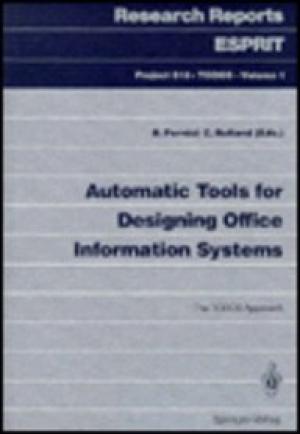 Research Reports
ESPRIT
Project 813 · TODOS · Volume 1
B. Pernici C. Rolland (Eds.)
Automatic Tools for
Designing Office
Information Systems
The TODOS Approach
Springer-Verlag